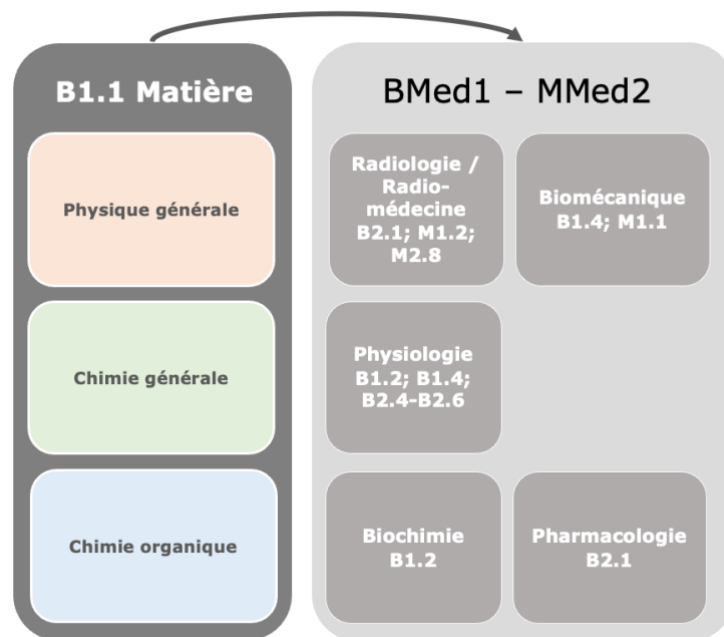 B1.1 Matière
BMed1 – MMed2
Physique générale
Radiologie /
Radio-
médecine
B2.1; M1.2;
M2.8
Biomécanique
B1.4; M1.1
Chimie générale
Physiologie
B1.2; B1.4;
B2.4-B2.6
Chimie organique
Biochimie
B1.2
Pharmacologie
B2.1